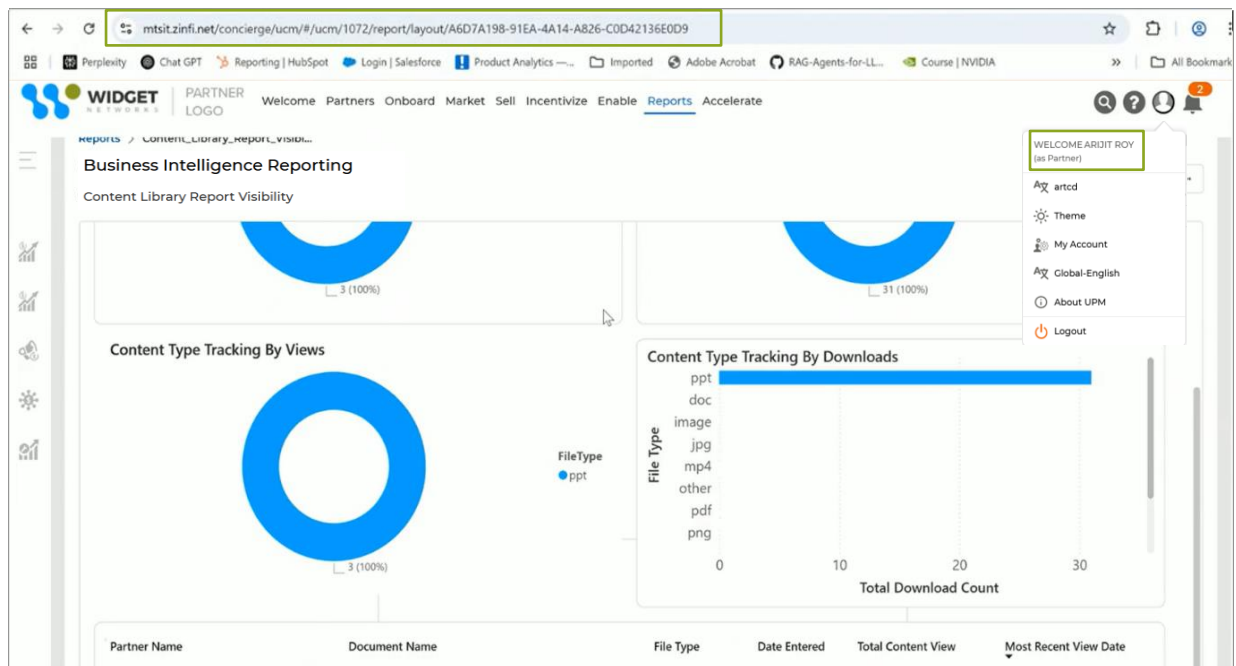 mtsit.zinfi.net/concierge/ucm/#/ucm/1072/report/layout/A6D7A198-91EA-4A14-A826-C0D42136E0D9
Perplexity Chat GPT Reporting | HubSpot Login | Salesforce Product Analytics —... Imported Adobe Acrobat RAG-Agents-for-LL... Course | NVIDIA » All Bookmark
WIDGET
NETWORKS
PARTNER
LOGO
Welcome Partners Onboard Market Sell Incentivize Enable Reports Accelerate
2
Reports > Content_Library_Report_Visibi...
Business Intelligence Reporting
Content Library Report Visibility
WELCOME ARIJIT ROY
(as Partner)
artcd
Theme
My Account
Global-English
About UPM
Logout
3 (100%)
31 (100%)
Content Type Tracking By Views
FileType
ppt
3 (100%)
Content Type Tracking By Downloads
File Type
ppt
doc
image
jpg
mp4
other
pdf
png
0 10 20 30
Total Download Count
Partner Name Document Name File Type Date Entered Total Content View Most Recent View Date